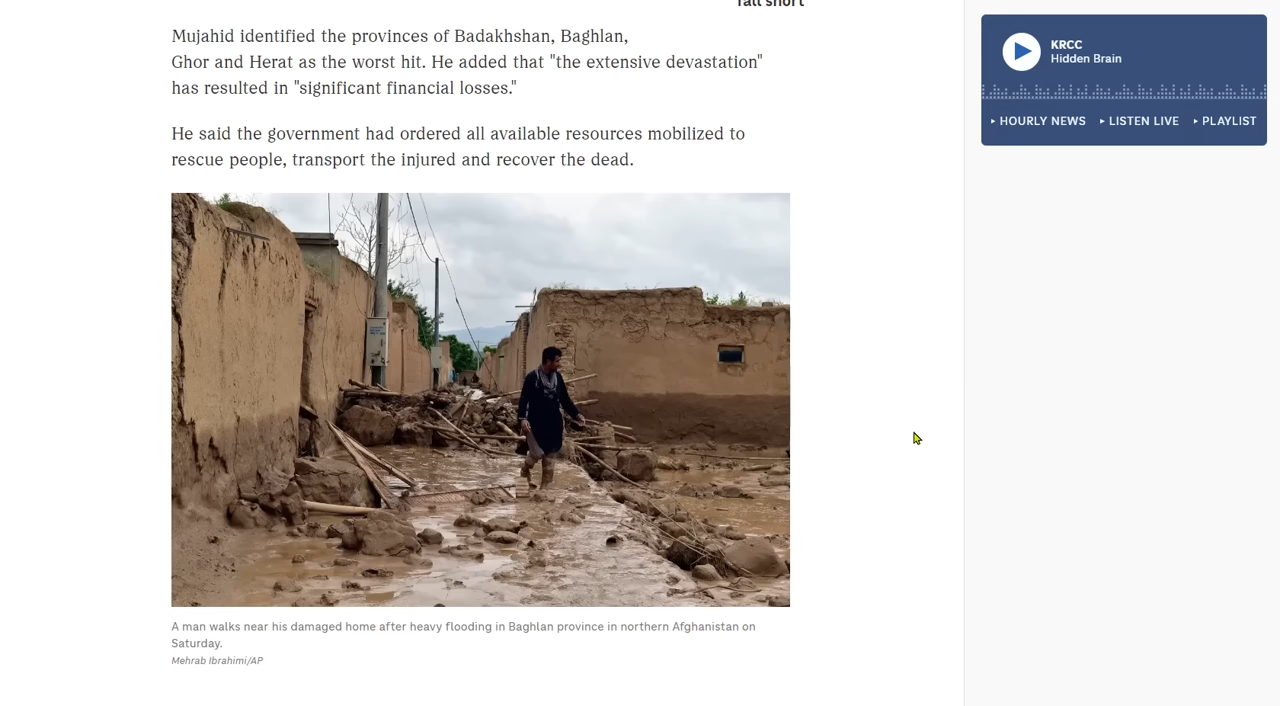 fall short
Mujahid identified the provinces of Badakhshan, Baghlan,
Ghor and Herat as the worst hit. He added that "the extensive devastation"
has resulted in "significant financial losses."
He said the government had ordered all available resources mobilized to
rescue people, transport the injured and recover the dead.
A man walks near his damaged home after heavy flooding in Baghlan province in northern Afghanistan on
Saturday.
Mehrab Ibrahimi/AP
KRCC
Hidden Brain
HOURLY NEWS LISTEN LIVE PLAYLIST